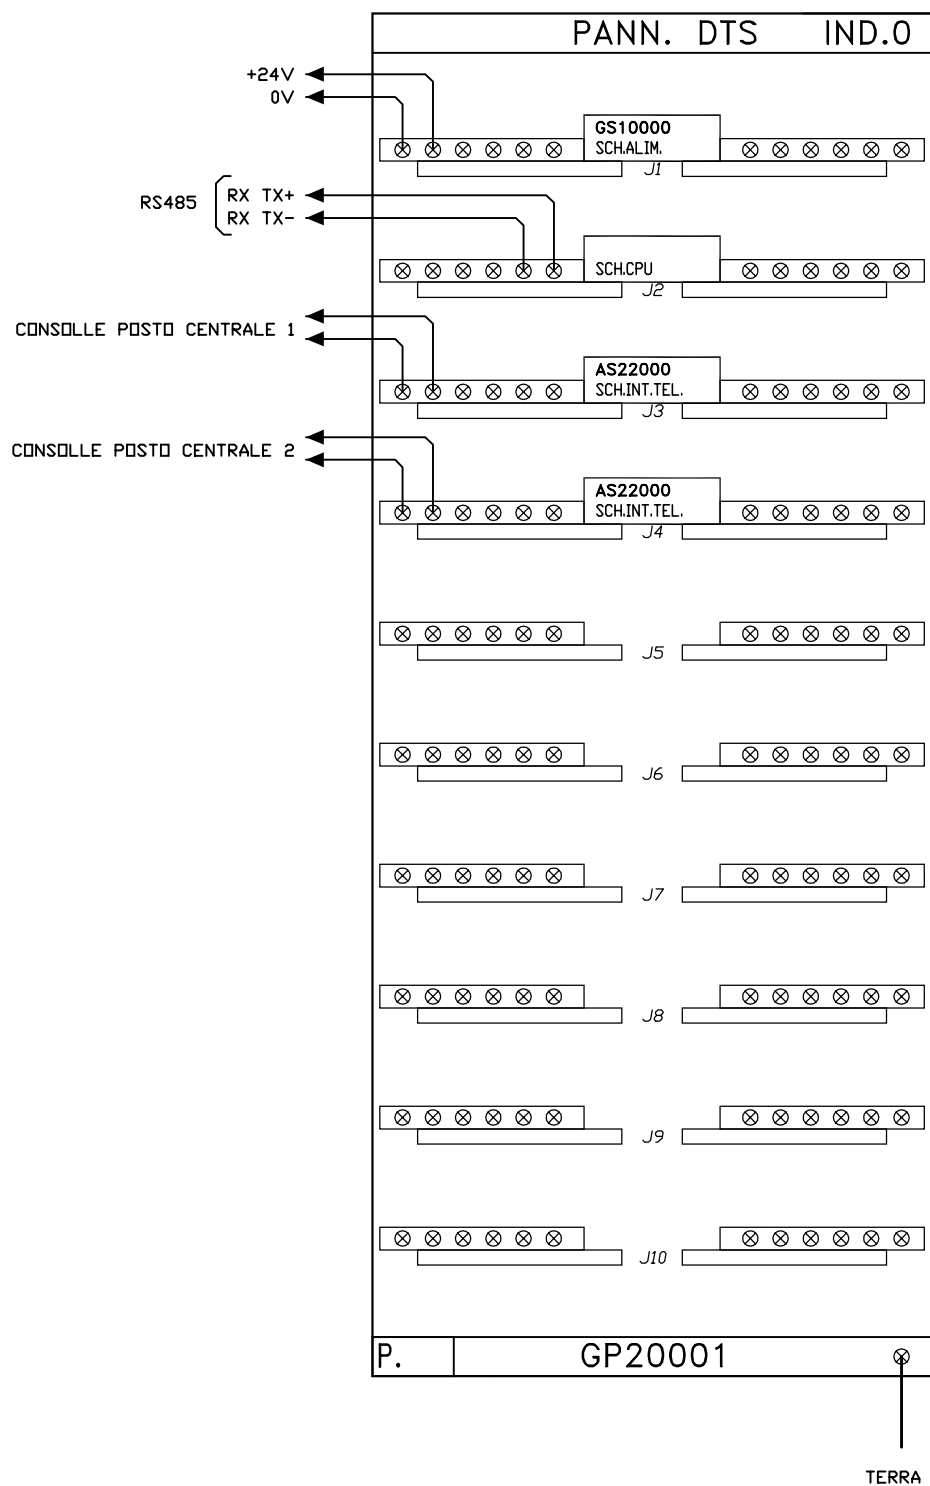 PANN. DTS IND.0
+24V
0V
GS10000
SCH.ALIM.
J1
RS485
RX TX+
RX TX-
SCH.CPU
J2
CONSOLLE POSTO CENTRALE 1
AS22000
SCH.INT.TEL.
J3
CONSOLLE POSTO CENTRALE 2
AS22000
SCH.INT.TEL.
J4
J5
J6
J7
J8
J9
J10
P. GP20001
TERRA